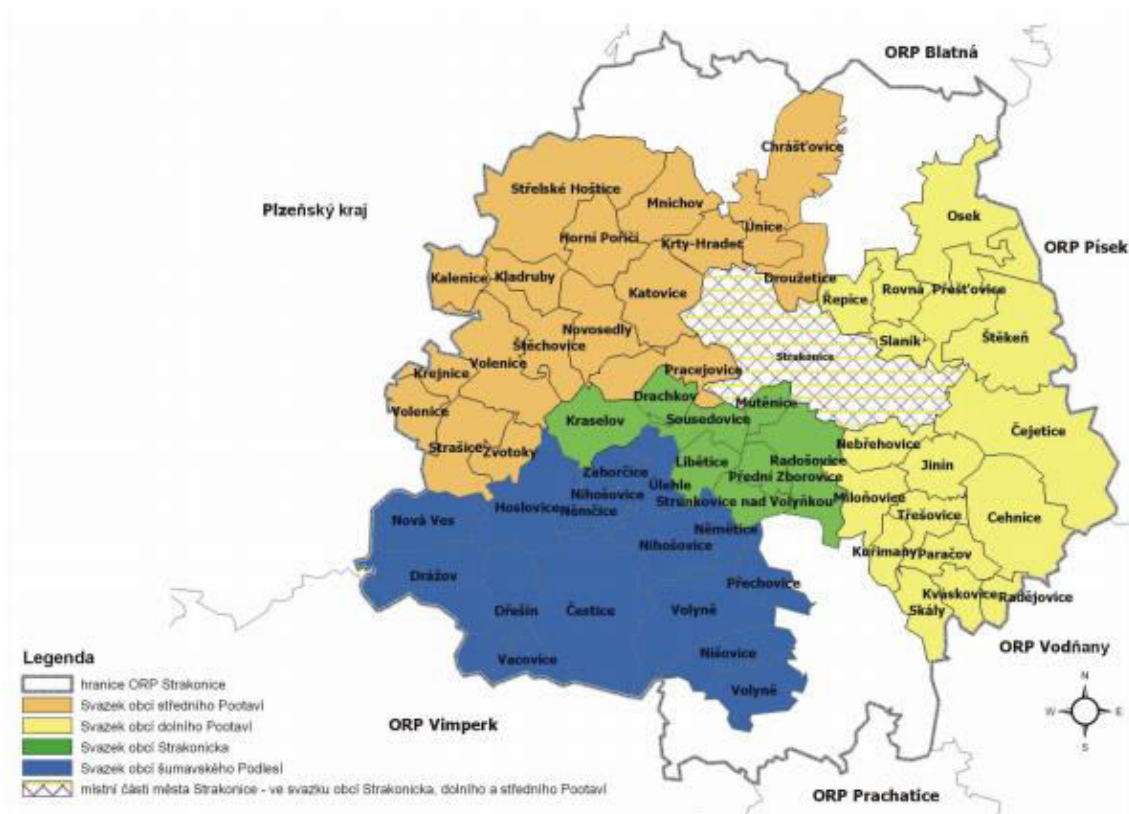 ORP Blatná
Chrášťovice
Střelské Hoštice
Mnichov
Plzeňský kraj
Osek
Únice
Horní Poříčí
Krty-Hradec
ORP Písek
Kalenice
Kladruby
Droužetice
Katovice
Řepice
Rovná
Přešťovice
Novosedly
Štěchovice
Slaník
Štěkeň
Strakonice
Volenice
Pracejovice
Krejnice
Drachkov
Mutěnice
Volenice
Kraselov
Sousedovice
Čejetice
Nebřehovice
Strašice
Zvotoky
Libětice
Radošovice
Jinín
Zaborčice
Přední Zborovice
Úlehle
Nihošovice
Strunkovice nad Volyňkou
Miloňovice
Hoslovice
Němčice
Třešovice
Cehnice
Nová Ves
Němětice
Nihošovice
Kuřimany
Paračov
Drážov
Přechovice
Kváskovice
Radějovice
Dřešín
Čestice
Volyně
Skály
ORP Vodňany
Nišovice
Vacovice
Volyně
N
W
E
S
ORP Vimperk
ORP Prachatice
Legenda
hranice ORP Strakonice
Svazek obcí středního Pootaví
Svazek obcí dolního Pootaví
Svazek obcí Strakonicka
Svazek obcí šumavského Podlesí
místní části města Strakonice - ve svazku obcí Strakonicka, dolního a středního Pootaví